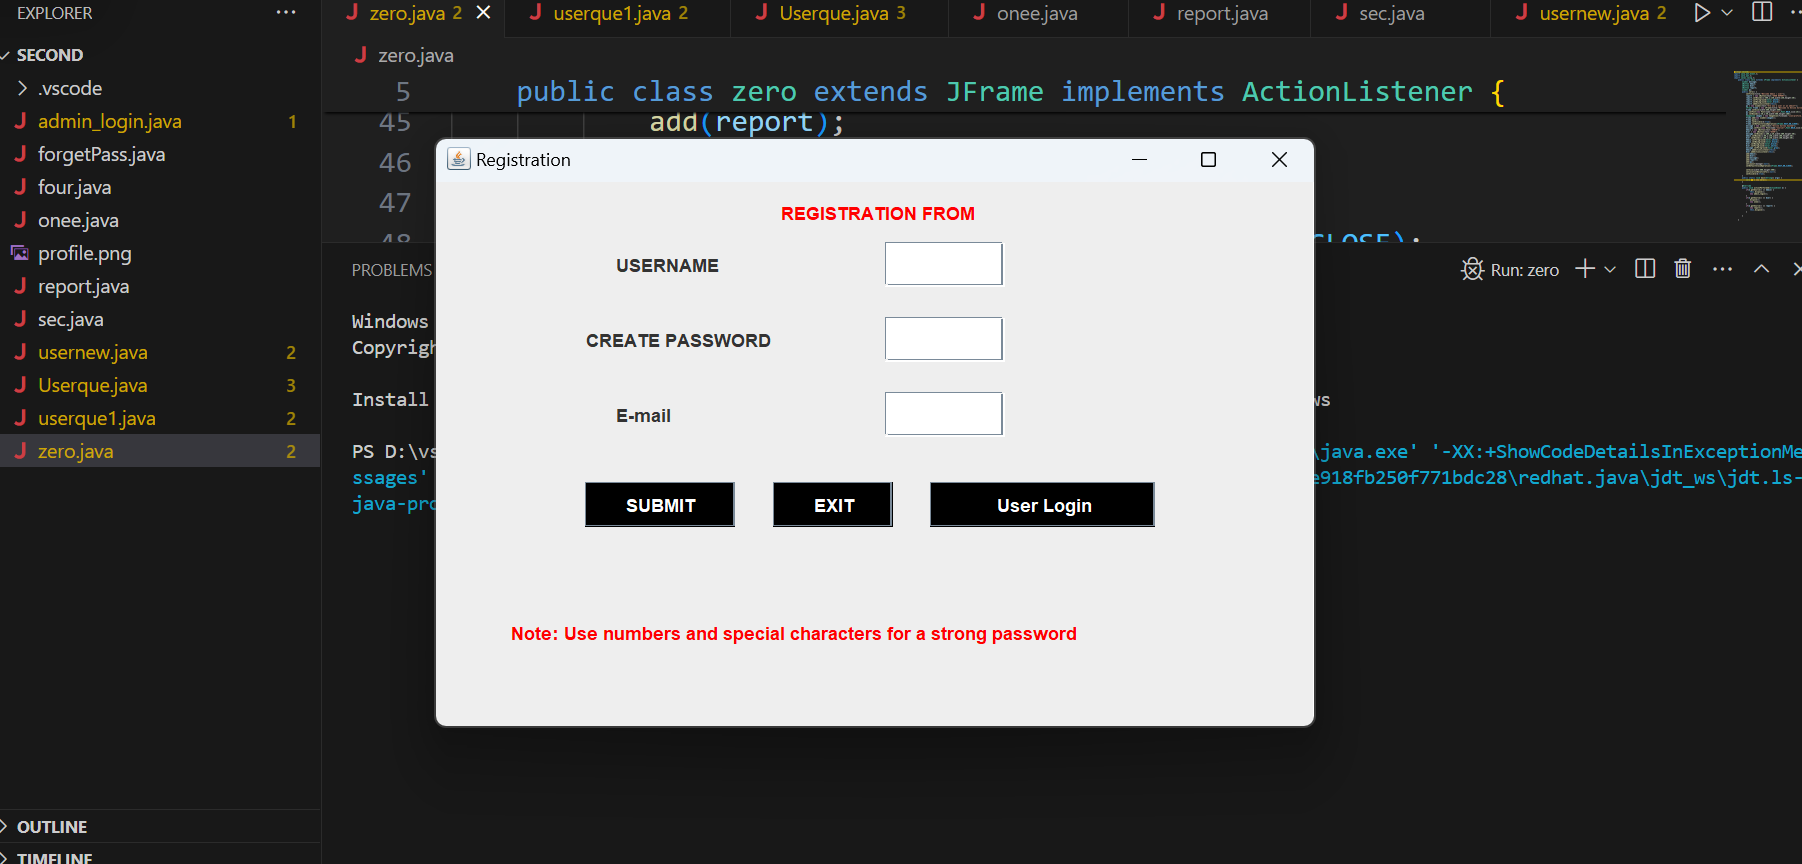 EXPLORER
SECOND
.vscode
admin_login.java 1
forgetPass.java
four.java
onee.java
profile.png
report.java
sec.java
usernew.java 2
Userque.java 3
userque1.java 2
zero.java 2
OUTLINE
TIMELINE
zero.java 2 userque1.java 2 Userque.java 3 onee.java report.java sec.java usernew.java 2
zero.java
5 public class zero extends JFrame implements ActionListener {
45 add(report);
46
47
48 CLOSE);
PROBLEMS
Run: zero
Windows
Copyrigh
Install ws
PS D:\vs \java.exe' '-XX:+ShowCodeDetailsInExceptionMe
ssages' e918fb250f771bdc28\redhat.java\jdt_ws\jdt.ls-
java-pro
Registration
REGISTRATION FROM
USERNAME
CREATE PASSWORD
E-mail
SUBMIT EXIT User Login
Note: Use numbers and special characters for a strong password